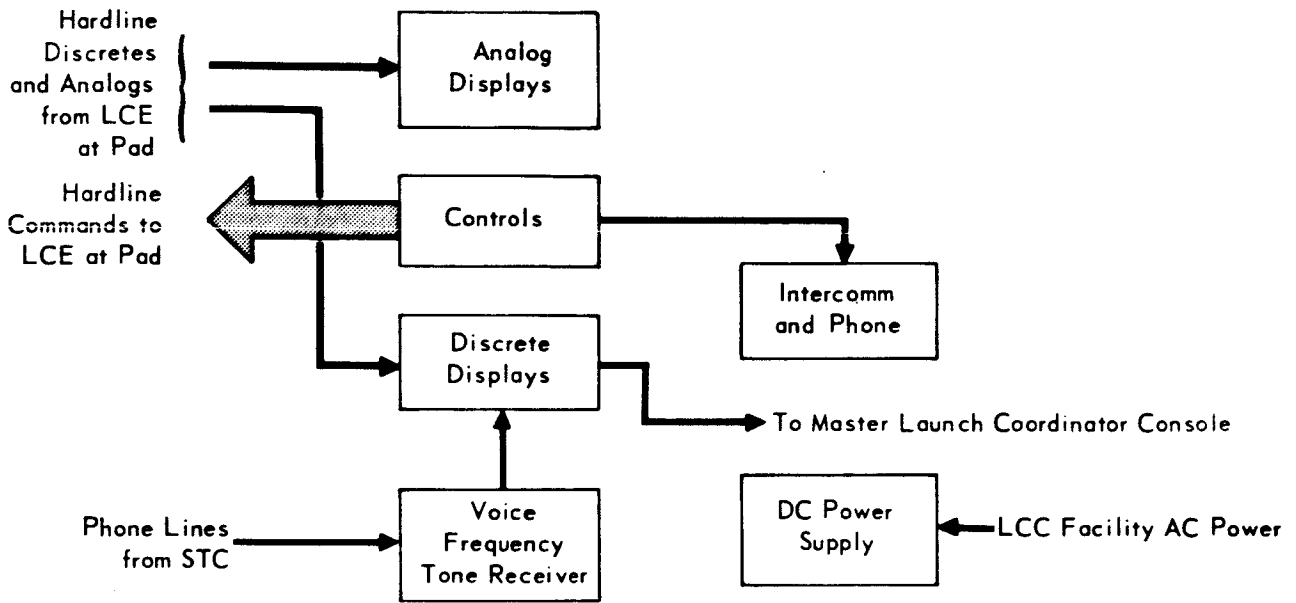 Hardline
Discretes
and Analogs
from LCE
at Pad
Analog
Displays
Hardline
Commands to
LCE at Pad
Controls
Intercomm
and Phone
Discrete
Displays
To Master Launch Coordinator Console
Phone Lines
from STC
Voice
Frequency
Tone Receiver
DC Power
Supply
LCC Facility AC Power